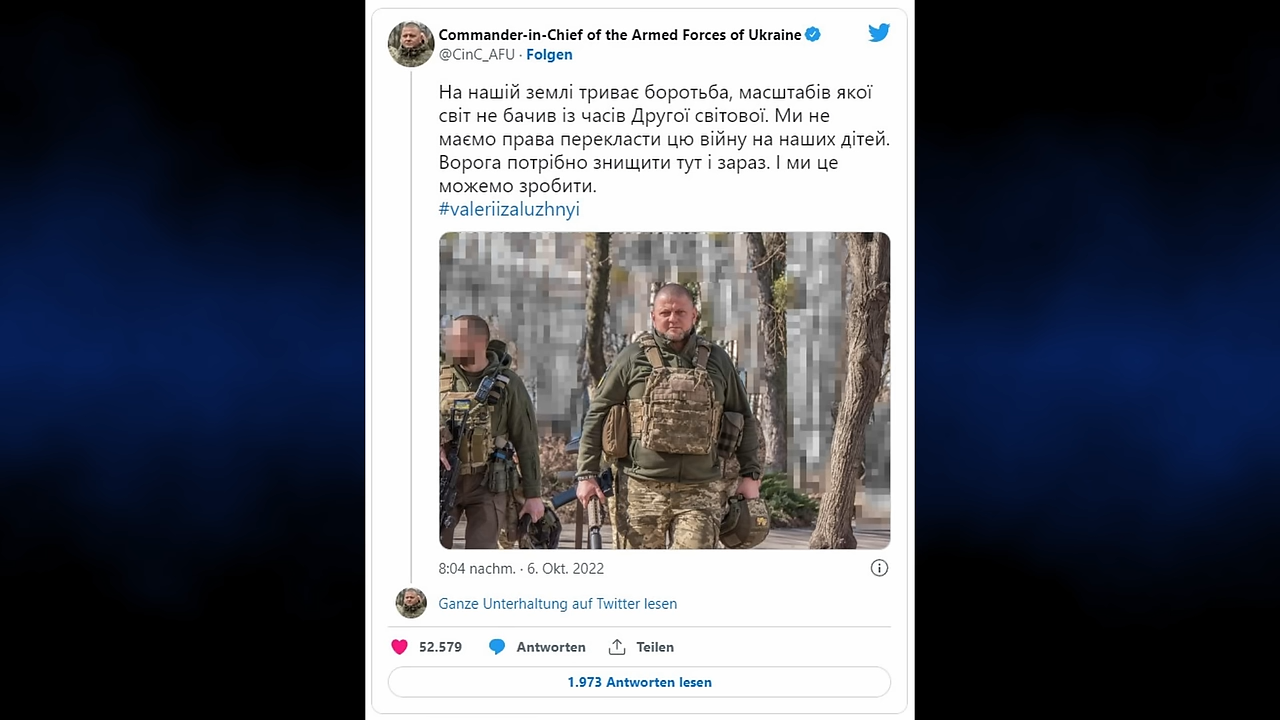 Commander-in-Chief of the Armed Forces of Ukraine
@CinC_AFU · Folgen
На нашій землі триває боротьба, масштабів якої
світ не бачив із часів Другої світової. Ми не
маємо права перекласти цю війну на наших дітей.
Ворога потрібно знищити тут і зараз. І ми це
можемо зробити.
#valeriizaluzhnyi
8:04 nachm. · 6. Okt. 2022
Ganze Unterhaltung auf Twitter lesen
52.579 Antworten Teilen
1.973 Antworten lesen